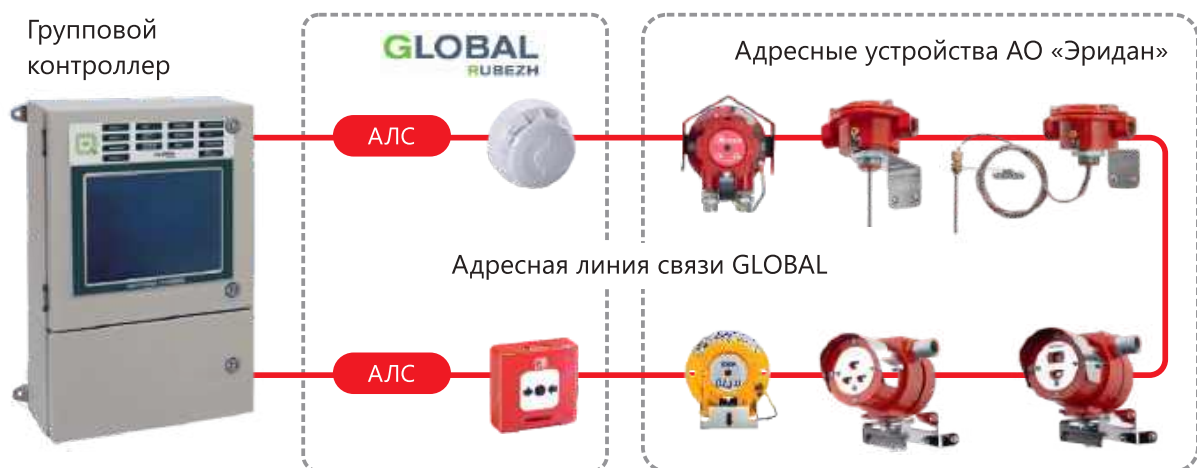 Групповой
контроллер
GLOBAL
RUBEZH
Адресные устройства АО «Эридан»
АЛС
Адресная линия связи GLOBAL
АЛС